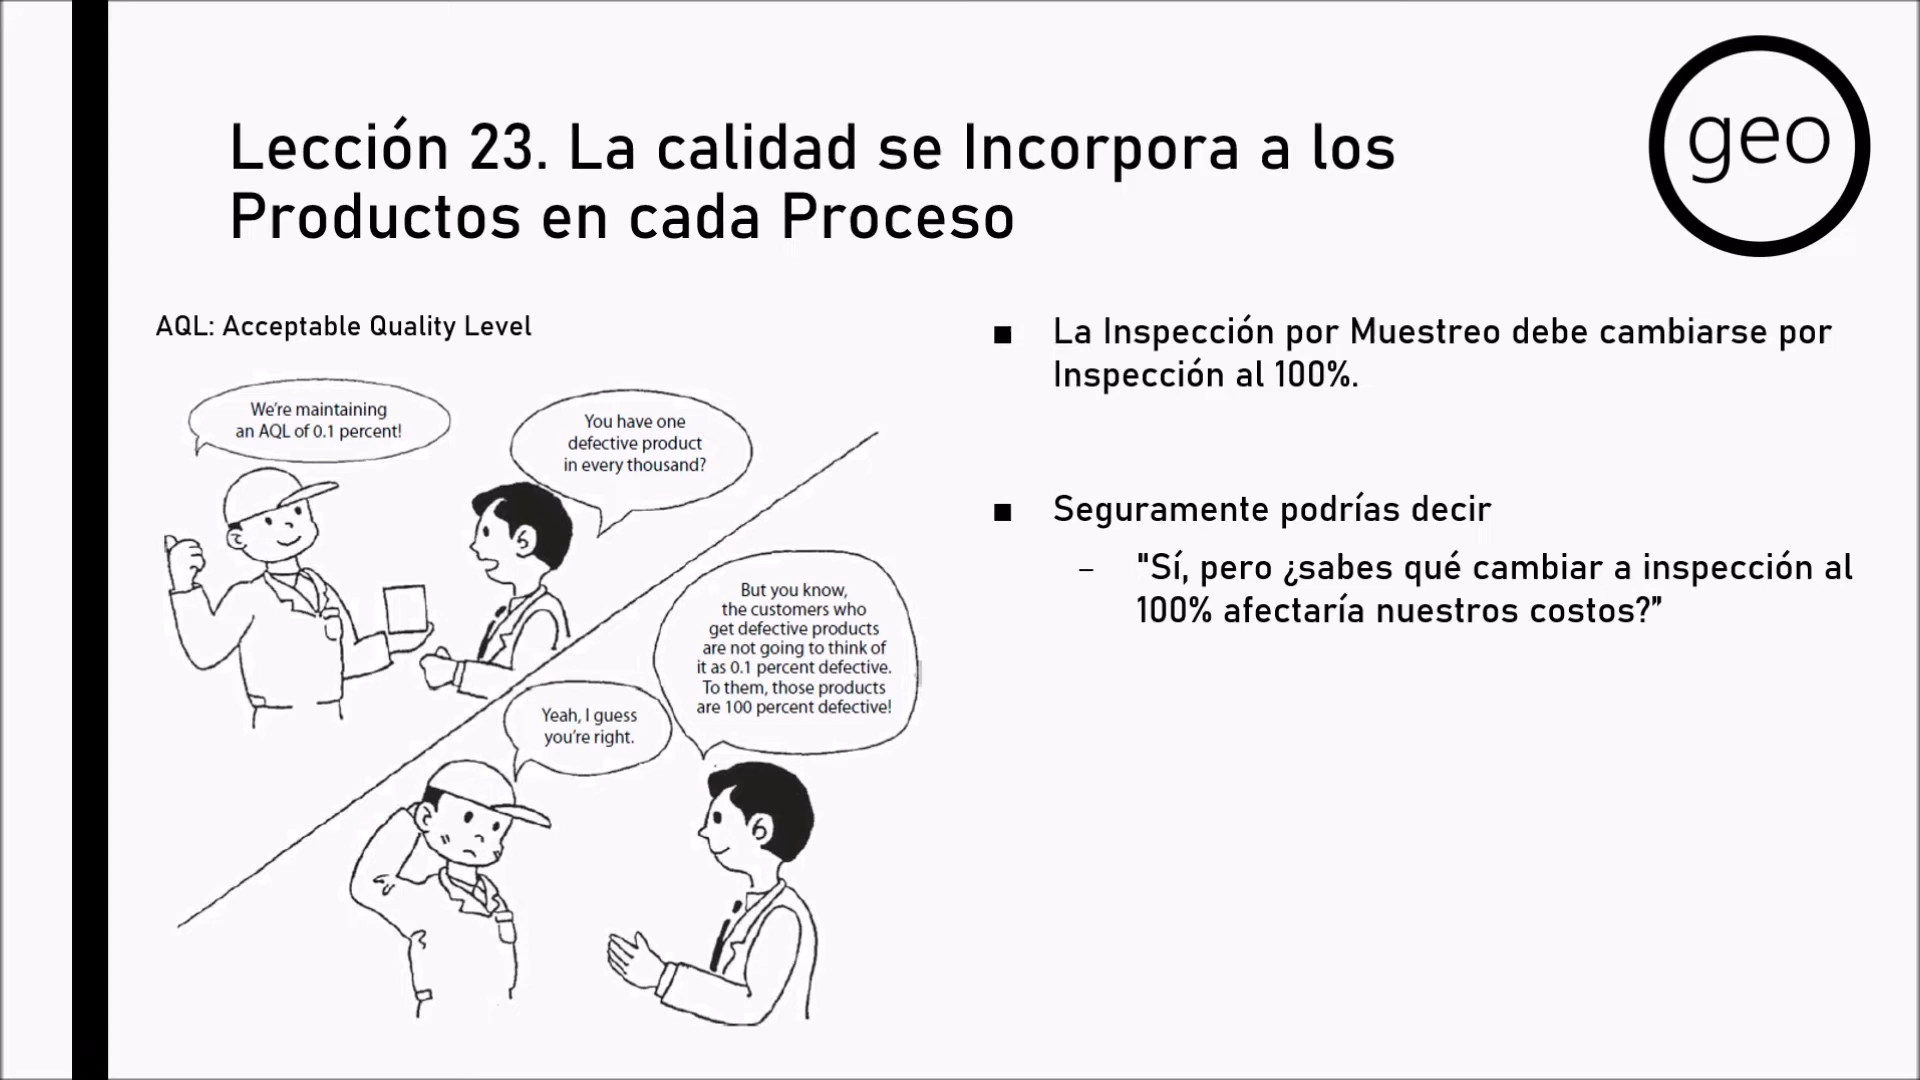 Lección 23. La calidad se Incorpora a los
Productos en cada Proceso
geo
AQL: Acceptable Quality Level
We're maintaining
an AQL of 0.1 percent!
You have one
defective product
in every thousand?
But you know,
the customers who
get defective products
are not going to think of
it as 0.1 percent defective.
To them, those products
are 100 percent defective!
Yeah, I guess
you're right.
■ La Inspección por Muestreo debe cambiarse por
Inspección al 100%.
■ Seguramente podrías decir
– "Sí, pero ¿sabes qué cambiar a inspección al
100% afectaría nuestros costos?”